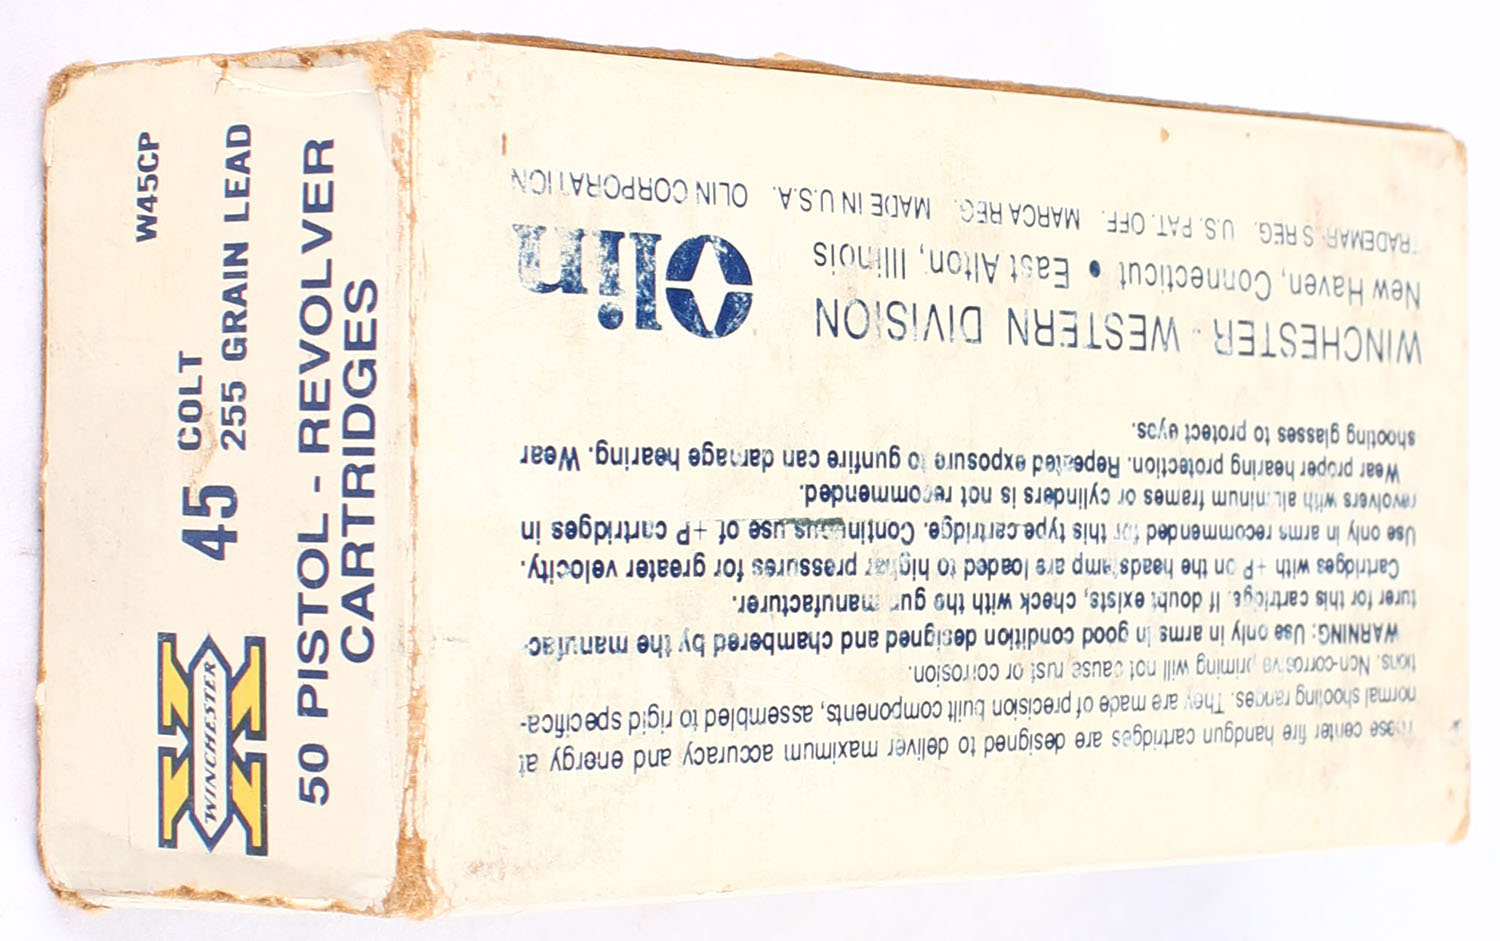 W45CP
45 COLT
255 GRAIN LEAD
WINCHESTER
50 PISTOL - REVOLVER
CARTRIDGES
These center fire handgun cartridges are designed to deliver maximum accuracy and energy at
normal shooting ranges. They are made of precision built components, assembled to rigid specifica-
tions. Non-corrosive priming will not cause rust or corrosion.
WARNING: Use only in arms in good condition designed and chambered by the manufac-
turer for this cartridge. If doubt exists, check with the gun manufacturer.
Cartridges with +P on the headstamp are loaded to higher pressures for greater velocity.
Use only in arms recommended for this type cartridge. Continuous use of +P cartridges in
revolvers with aluminum frames or cylinders is not recommended.
Wear proper hearing protection. Repeated exposure to gunfire can damage hearing. Wear
shooting glasses to protect eyes.
WINCHESTER - WESTERN DIVISION
New Haven, Connecticut • East Alton, Illinois
Olin
TRADEMARKS REG. U.S. PAT. OFF. MARCA REG. MADE IN U.S.A. OLIN CORPORATION